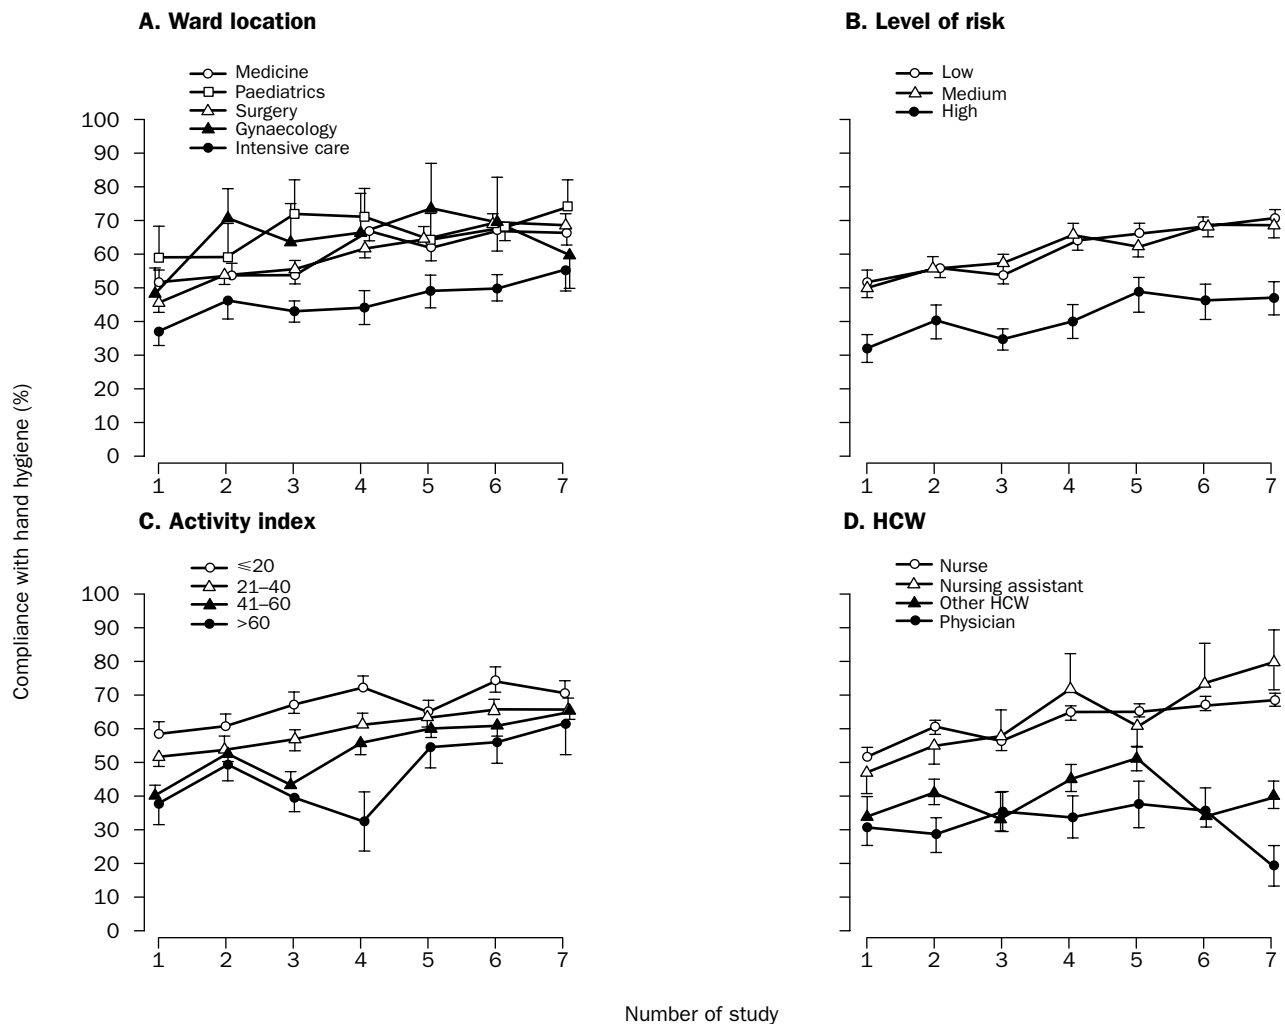 A. Ward location
Medicine
Paediatrics
Surgery
Gynaecology
Intensive care
100
90
80
70
60
50
40
30
20
10
0
1 2 3 4 5 6 7
B. Level of risk
Low
Medium
High
1 2 3 4 5 6 7
Compliance with hand hygiene (%)
C. Activity index
⩽20
21–40
41–60
>60
100
90
80
70
60
50
40
30
20
10
0
1 2 3 4 5 6 7
D. HCW
Nurse
Nursing assistant
Other HCW
Physician
1 2 3 4 5 6 7
Number of study